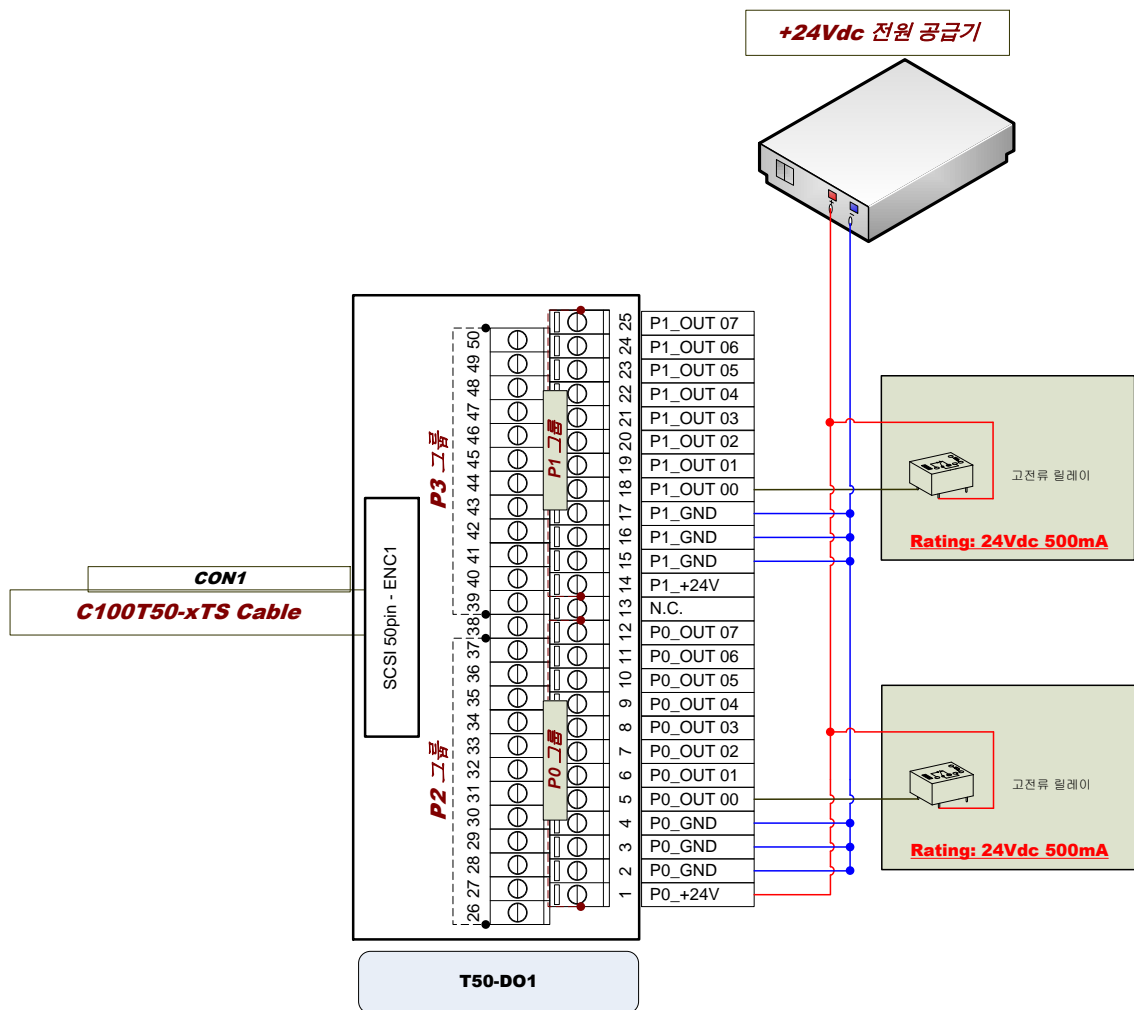 +24Vdc 전원 공급기
+
-
25 P1_OUT 07
24 P1_OUT 06
23 P1_OUT 05
22 P1_OUT 04
21 P1_OUT 03
20 P1_OUT 02
19 P1_OUT 01
18 P1_OUT 00
17 P1_GND
16 P1_GND
15 P1_GND
14 P1_+24V
13 N.C.
12 P0_OUT 07
11 P0_OUT 06
10 P0_OUT 05
9 P0_OUT 04
8 P0_OUT 03
7 P0_OUT 02
6 P0_OUT 01
5 P0_OUT 00
4 P0_GND
3 P0_GND
2 P0_GND
1 P0_+24V
50
49
48
47
46
45
44
43
42
41
40
39
38
37
36
35
34
33
32
31
30
29
28
27
26
P3 그룹
P1 그룹
P2 그룹
P0 그룹
SCSI 50pin - ENC1
CON1
C100T50-xTS Cable
고전류 릴레이
Rating: 24Vdc 500mA
고전류 릴레이
Rating: 24Vdc 500mA
T50-DO1